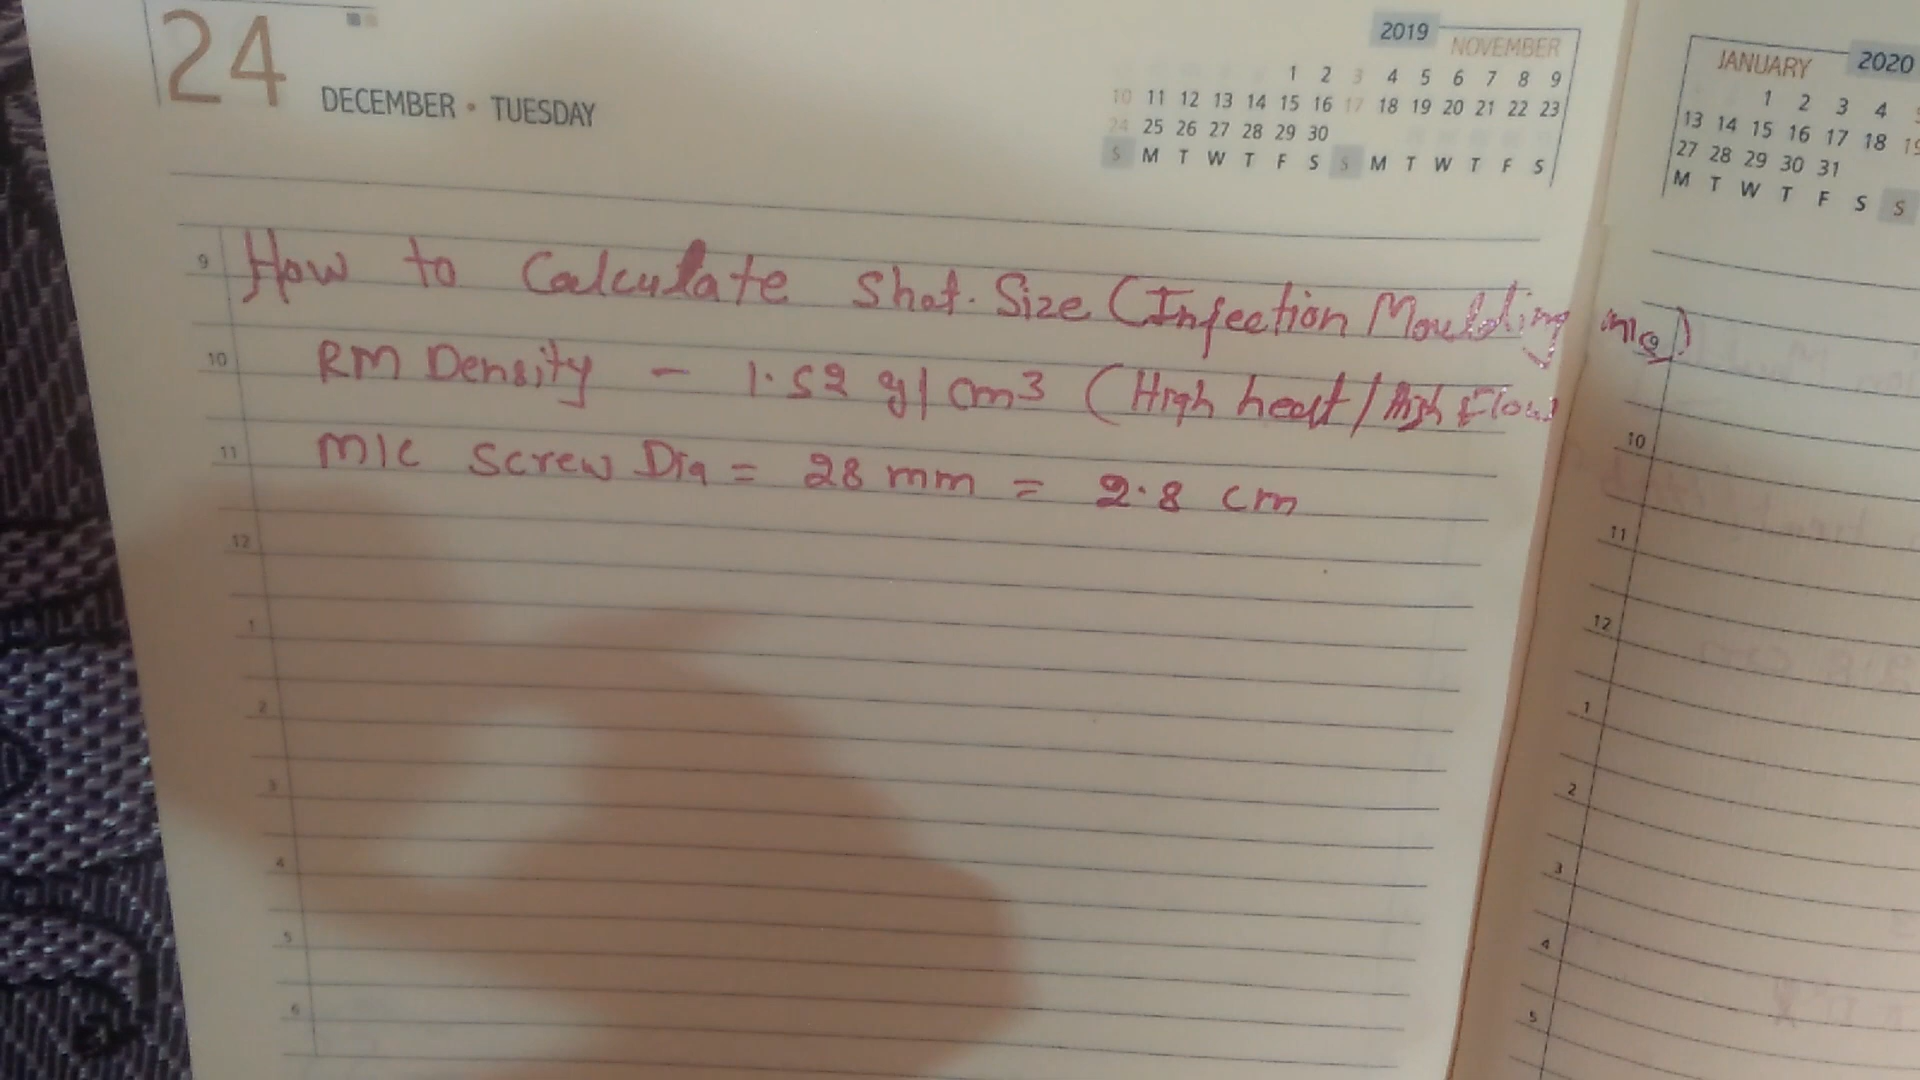 24
DECEMBER • TUESDAY
2019 NOVEMBER
1 2 3 4 5 6 7 8 9
10 11 12 13 14 15 16 17 18 19 20 21 22 23
24 25 26 27 28 29 30
S M T W T F S S M T W T F S
JANUARY 2020
1 2 3 4
13 14 15 16 17 18 19
27 28 29 30 31
M T W T F S S
9 How to Calculate Shot Size (Injection Moulding m/c)
10 RM Density - 1.52 g/cm3 (High heat/High Flow
11 M/C Screw Dia = 28 mm = 2.8 cm
12
1
2
3
4
5
6
10
11
12
1
2
3
4
5